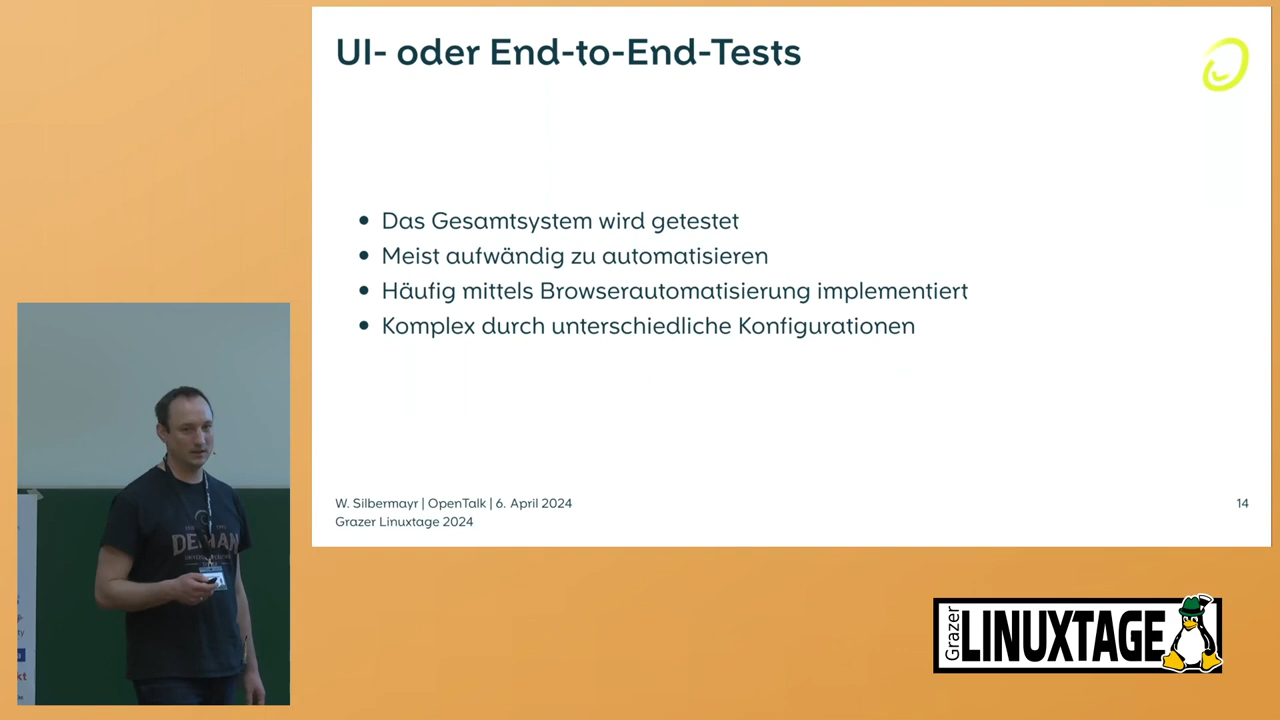 UI- oder End-to-End-Tests
Das Gesamtsystem wird getestet
Meist aufwändig zu automatisieren
Häufig mittels Browserautomatisierung implementiert
Komplex durch unterschiedliche Konfigurationen
W. Silbermayr | OpenTalk | 6. April 2024
Grazer Linuxtage 2024
14
Grazer
LINUXTAGE